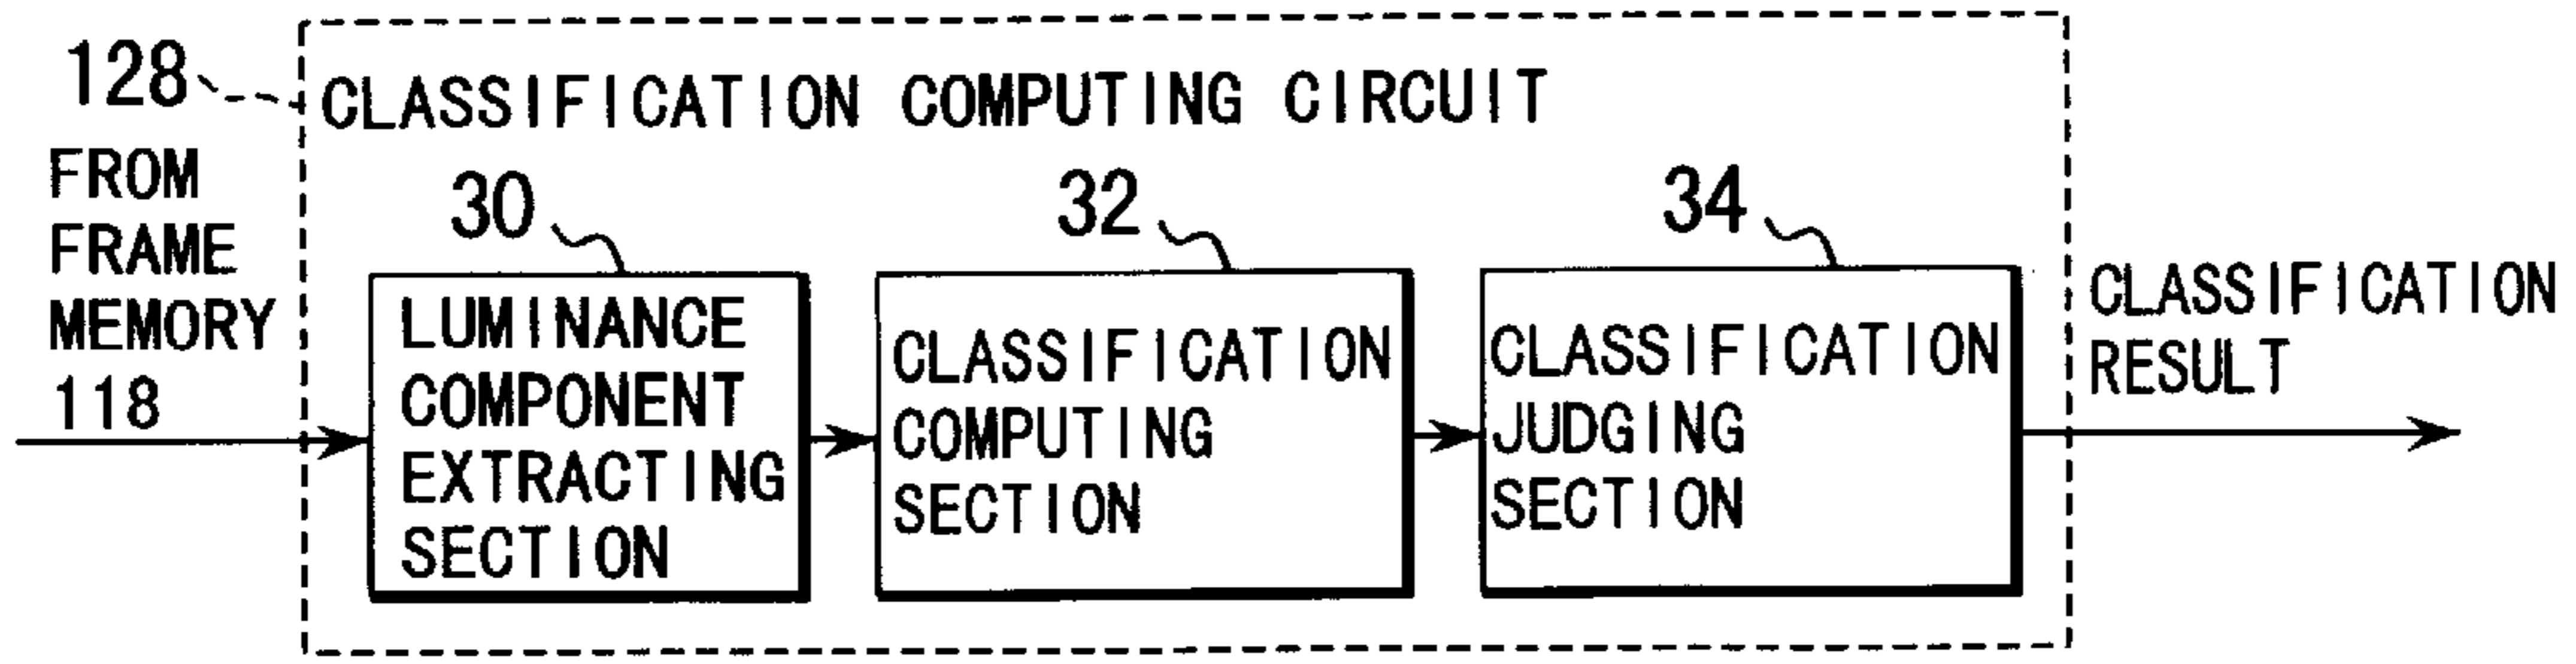 128
CLASSIFICATION COMPUTING CIRCUIT
FROM
FRAME
MEMORY
118
30
LUMINANCE
COMPONENT
EXTRACTING
SECTION
32
CLASSIFICATION
COMPUTING
SECTION
34
CLASSIFICATION
JUDGING
SECTION
CLASSIFICATION
RESULT